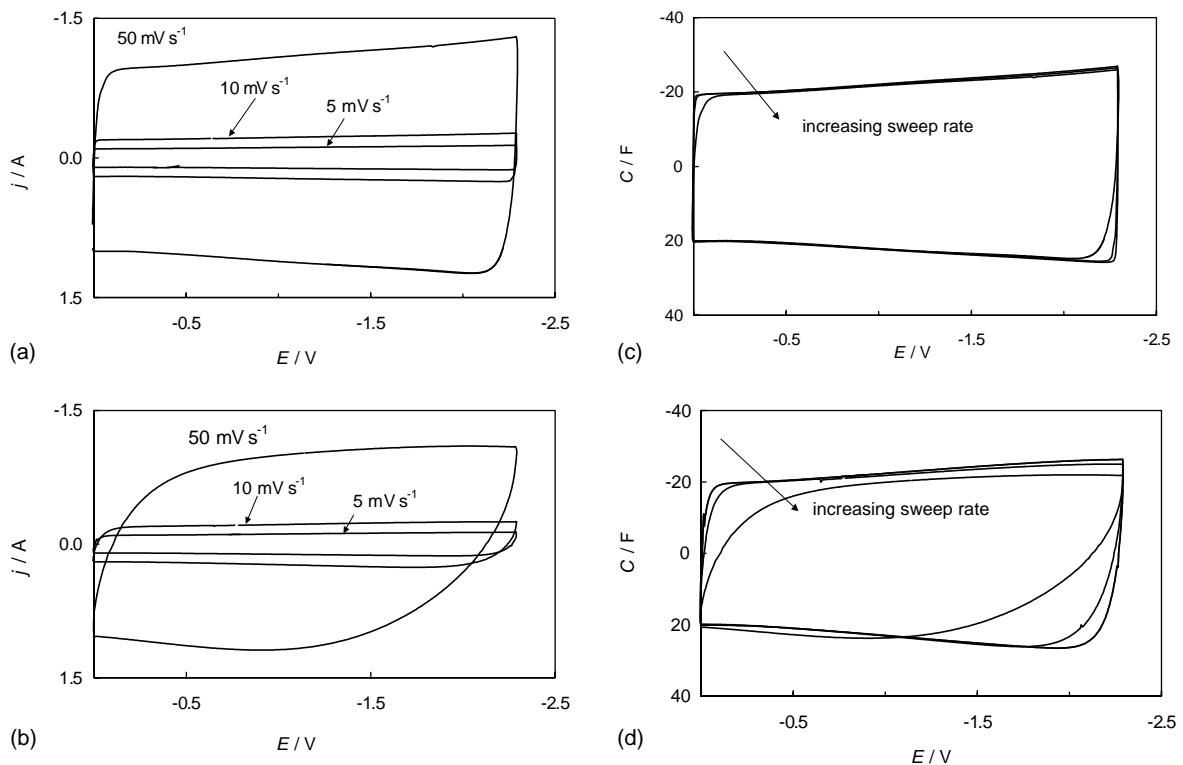 -1.5
50 mV s-1
10 mV s-1
5 mV s-1
0.0
j / A
1.5
-0.5
-1.5
-2.5
(a)
E / V
-40
-20
increasing sweep rate
0
C / F
20
40
-0.5
-1.5
-2.5
(c)
E / V
-1.5
50 mV s-1
10 mV s-1
5 mV s-1
0.0
j / A
1.5
-0.5
-1.5
-2.5
(b)
E / V
-40
-20
increasing sweep rate
0
C / F
20
40
-0.5
-1.5
-2.5
(d)
E / V